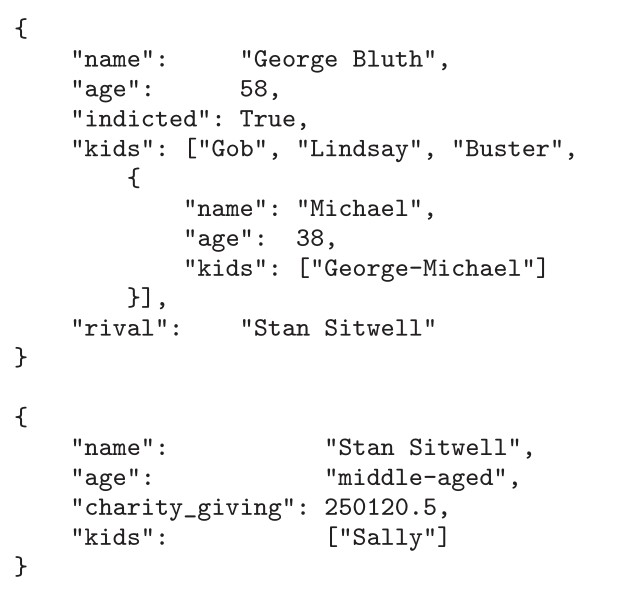 {
    "name":     "George Bluth",
    "age":      58,
    "indicted": True,
    "kids": ["Gob", "Lindsay", "Buster",
        {
            "name": "Michael",
            "age":  38,
            "kids": ["George-Michael"]
        }],
    "rival":    "Stan Sitwell"
}

{
    "name":           "Stan Sitwell",
    "age":            "middle-aged",
    "charity_giving": 250120.5,
    "kids":           ["Sally"]
}